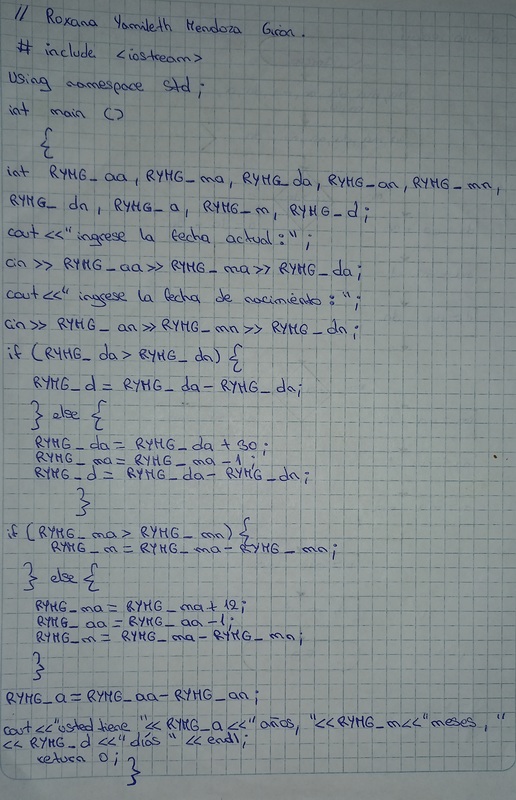 // Roxana Yamileth Mendoza Giron.
# include <iostream>
Using namespace std;
int main ()
{
int RYMG_aa, RYMG_ma, RYMG_da, RYMG_an, RYMG_mn,
RYMG_dn, RYMG_a, RYMG_m, RYMG_d;
cout <<"ingrese la fecha actual:";
cin >> RYMG_aa >> RYMG_ma >> RYMG_da;
cout <<"ingrese la fecha de nacimiento:";
cin >> RYMG_an >> RYMG_mn >> RYMG_dn;
if (RYMG_da > RYMG_dn) {
RYMG_d = RYMG_da - RYMG_dn;
} else {
RYMG_da = RYMG_da + 30;
RYMG_ma = RYMG_ma - 1;
RYMG_d = RYMG_da - RYMG_dn;
}
if (RYMG_ma > RYMG_mn) {
RYMG_m = RYMG_ma - RYMG_mn;
} else {
RYMG_ma = RYMG_ma + 12;
RYMG_aa = RYMG_aa - 1;
RYMG_m = RYMG_ma - RYMG_mn;
}
RYMG_a = RYMG_aa - RYMG_an;
cout <<"usted tiene "<< RYMG_a <<" años, "<<RYMG_m<<" meses, "
<< RYMG_d <<" dias " << endl;
return 0; }